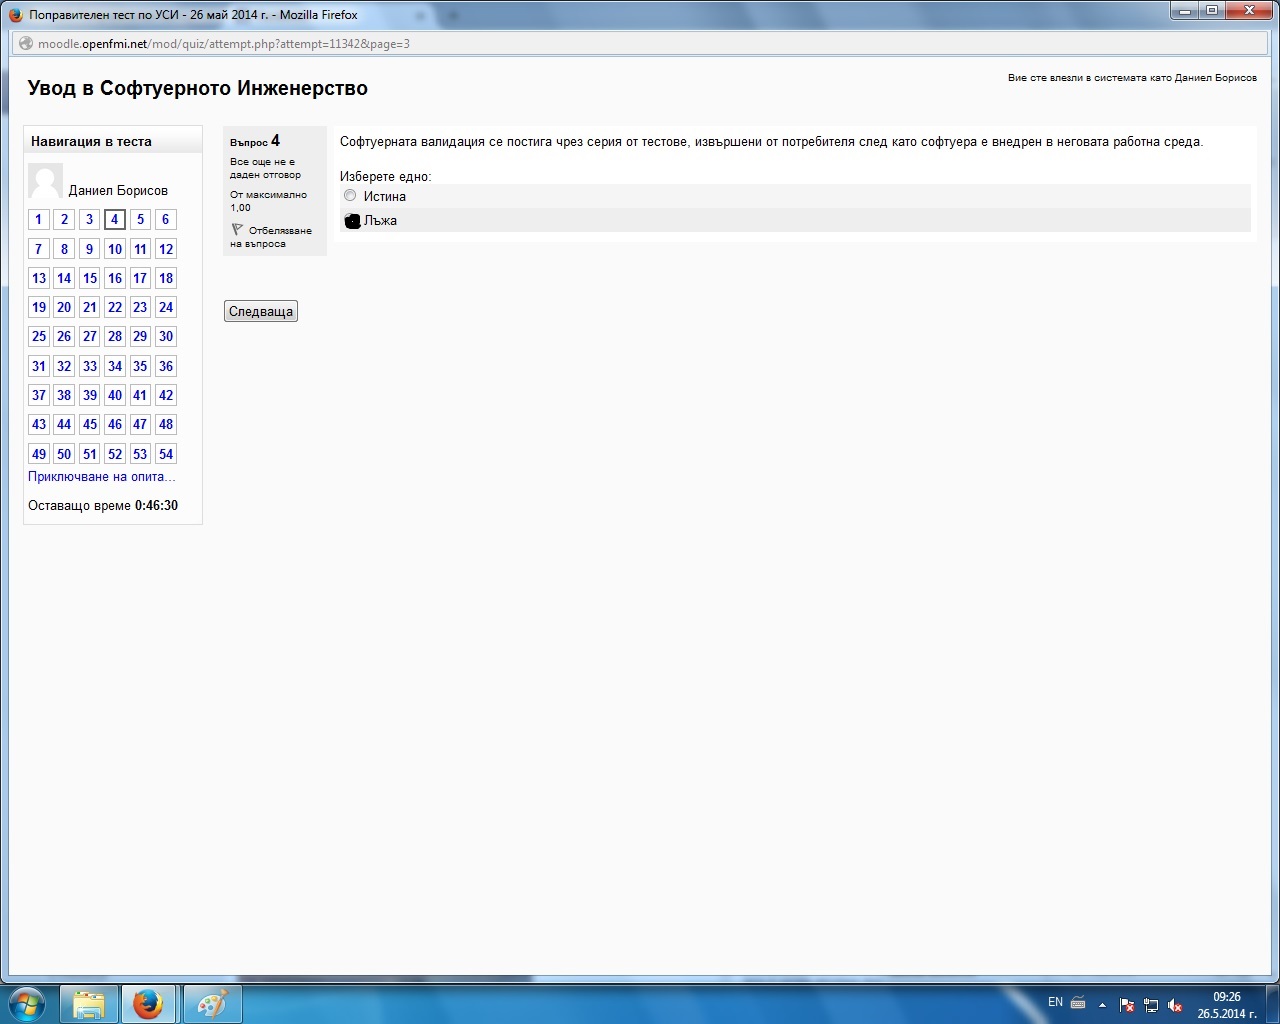 Поправителен тест по УСИ - 26 май 2014 г. - Mozilla Firefox
moodle.openfmi.net/mod/quiz/attempt.php?attempt=11342&page=3
Вие сте влезли в системата като Даниел Борисов
Увод в Софтуерното Инженерство
Навигация в теста
Даниел Борисов
1 2 3 4 5 6
7 8 9 10 11 12
13 14 15 16 17 18
19 20 21 22 23 24
25 26 27 28 29 30
31 32 33 34 35 36
37 38 39 40 41 42
43 44 45 46 47 48
49 50 51 52 53 54
Приключване на опита...
Оставащо време 0:46:30
Въпрос 4
Все още не е
даден отговор
От максимално
1,00
Отбелязване
на въпроса
Софтуерната валидация се постига чрез серия от тестове, извършени от потребителя след като софтуера е внедрен в неговата работна среда.
Изберете едно:
Истина
Лъжа
Следваща
EN
09:26
26.5.2014 г.